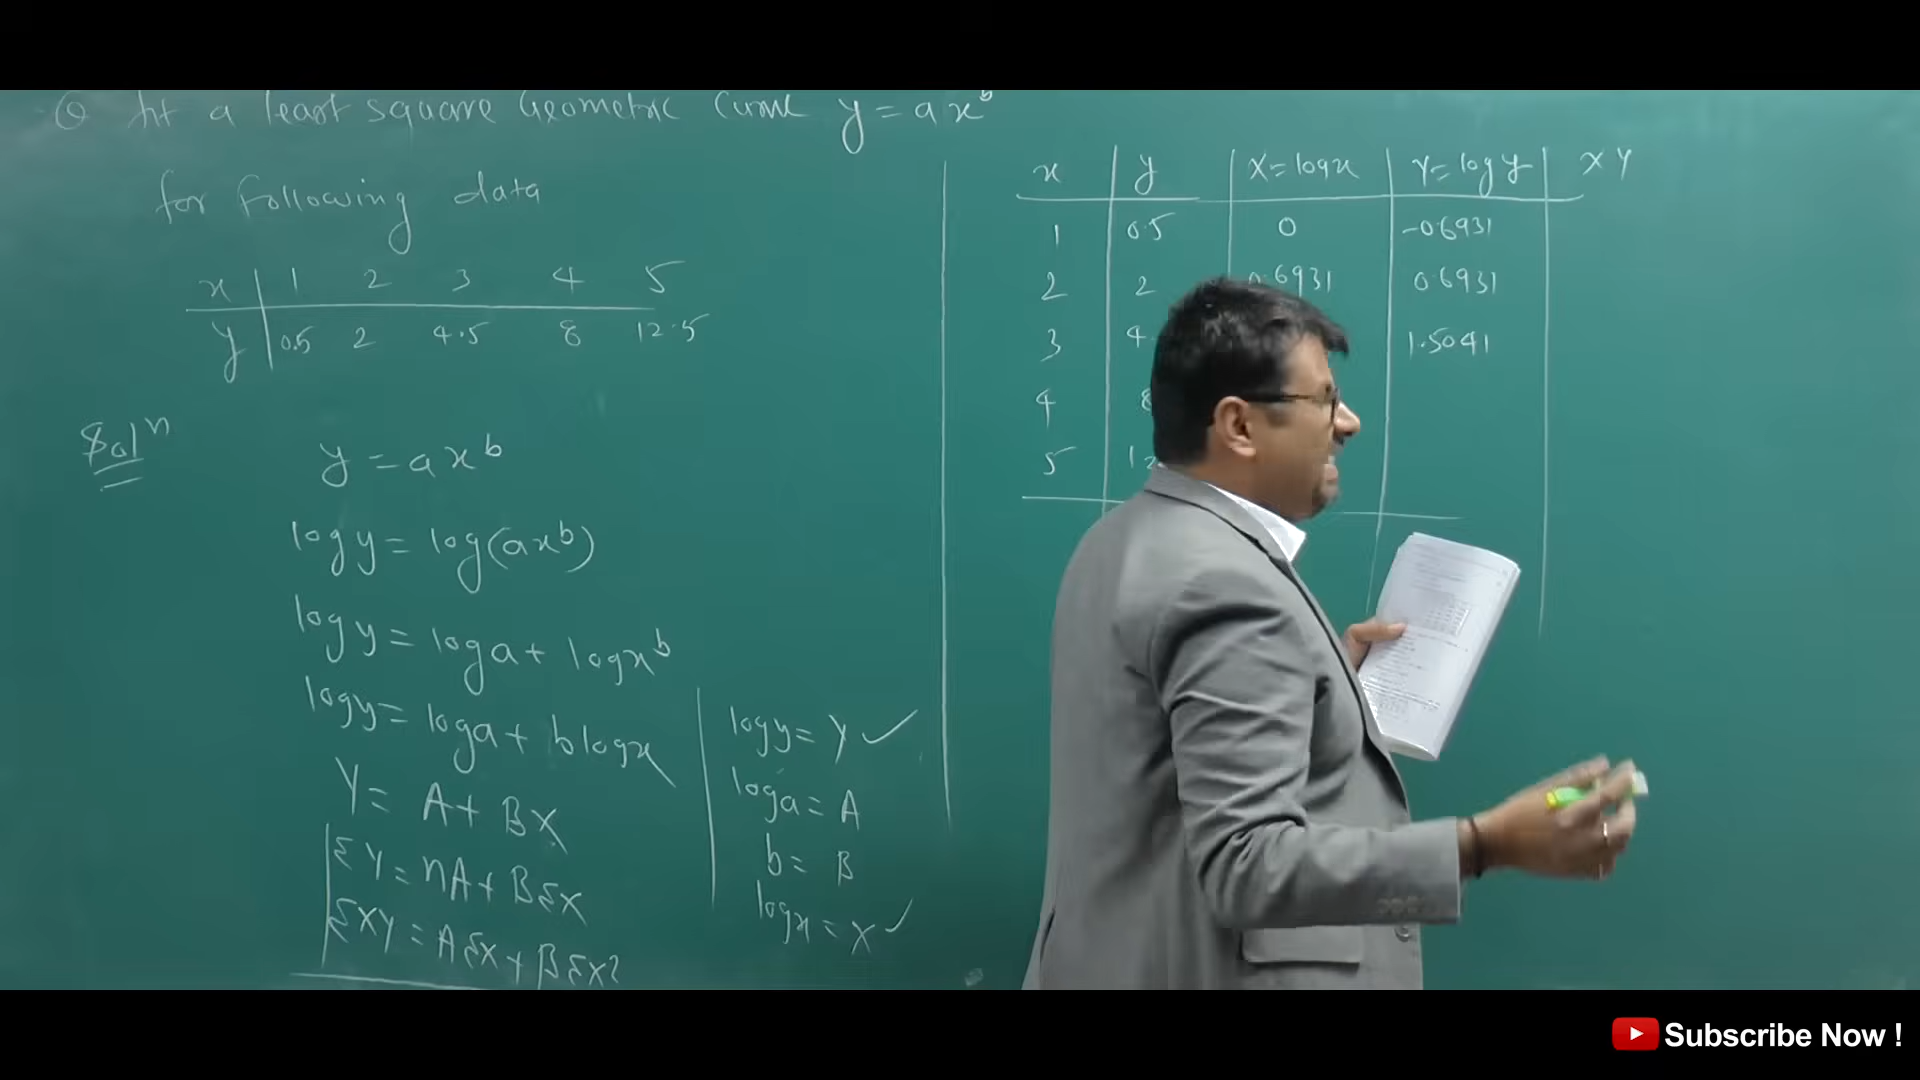 Q fit a least square Geometric Curve y = ax^b
for following data
x 1 2 3 4 5
y 0.5 2 4.5 8 12.5
Solⁿ
y = ax^b
log y = log(ax^b)
log y = log a + log x^b
log y = log a + b log x
Y = A + BX
ΣY = nA + BΣX
ΣXY = AΣX + BΣX²
log y = Y ✓
log a = A
b = B
log x = X ✓
x y X = log x Y = log y XY
1 0.5 0 -0.6931
2 2 0.6931 0.6931
3 4. 1.5041
4 8
5 12
Subscribe Now !